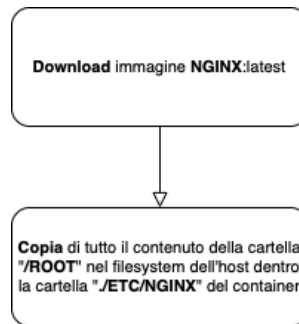 Download immagine NGINX:latest
Copia di tutto il contenuto della cartella
"/ROOT" nel filesystem dell'host dentro
la cartella "./ETC/NGINX" del container